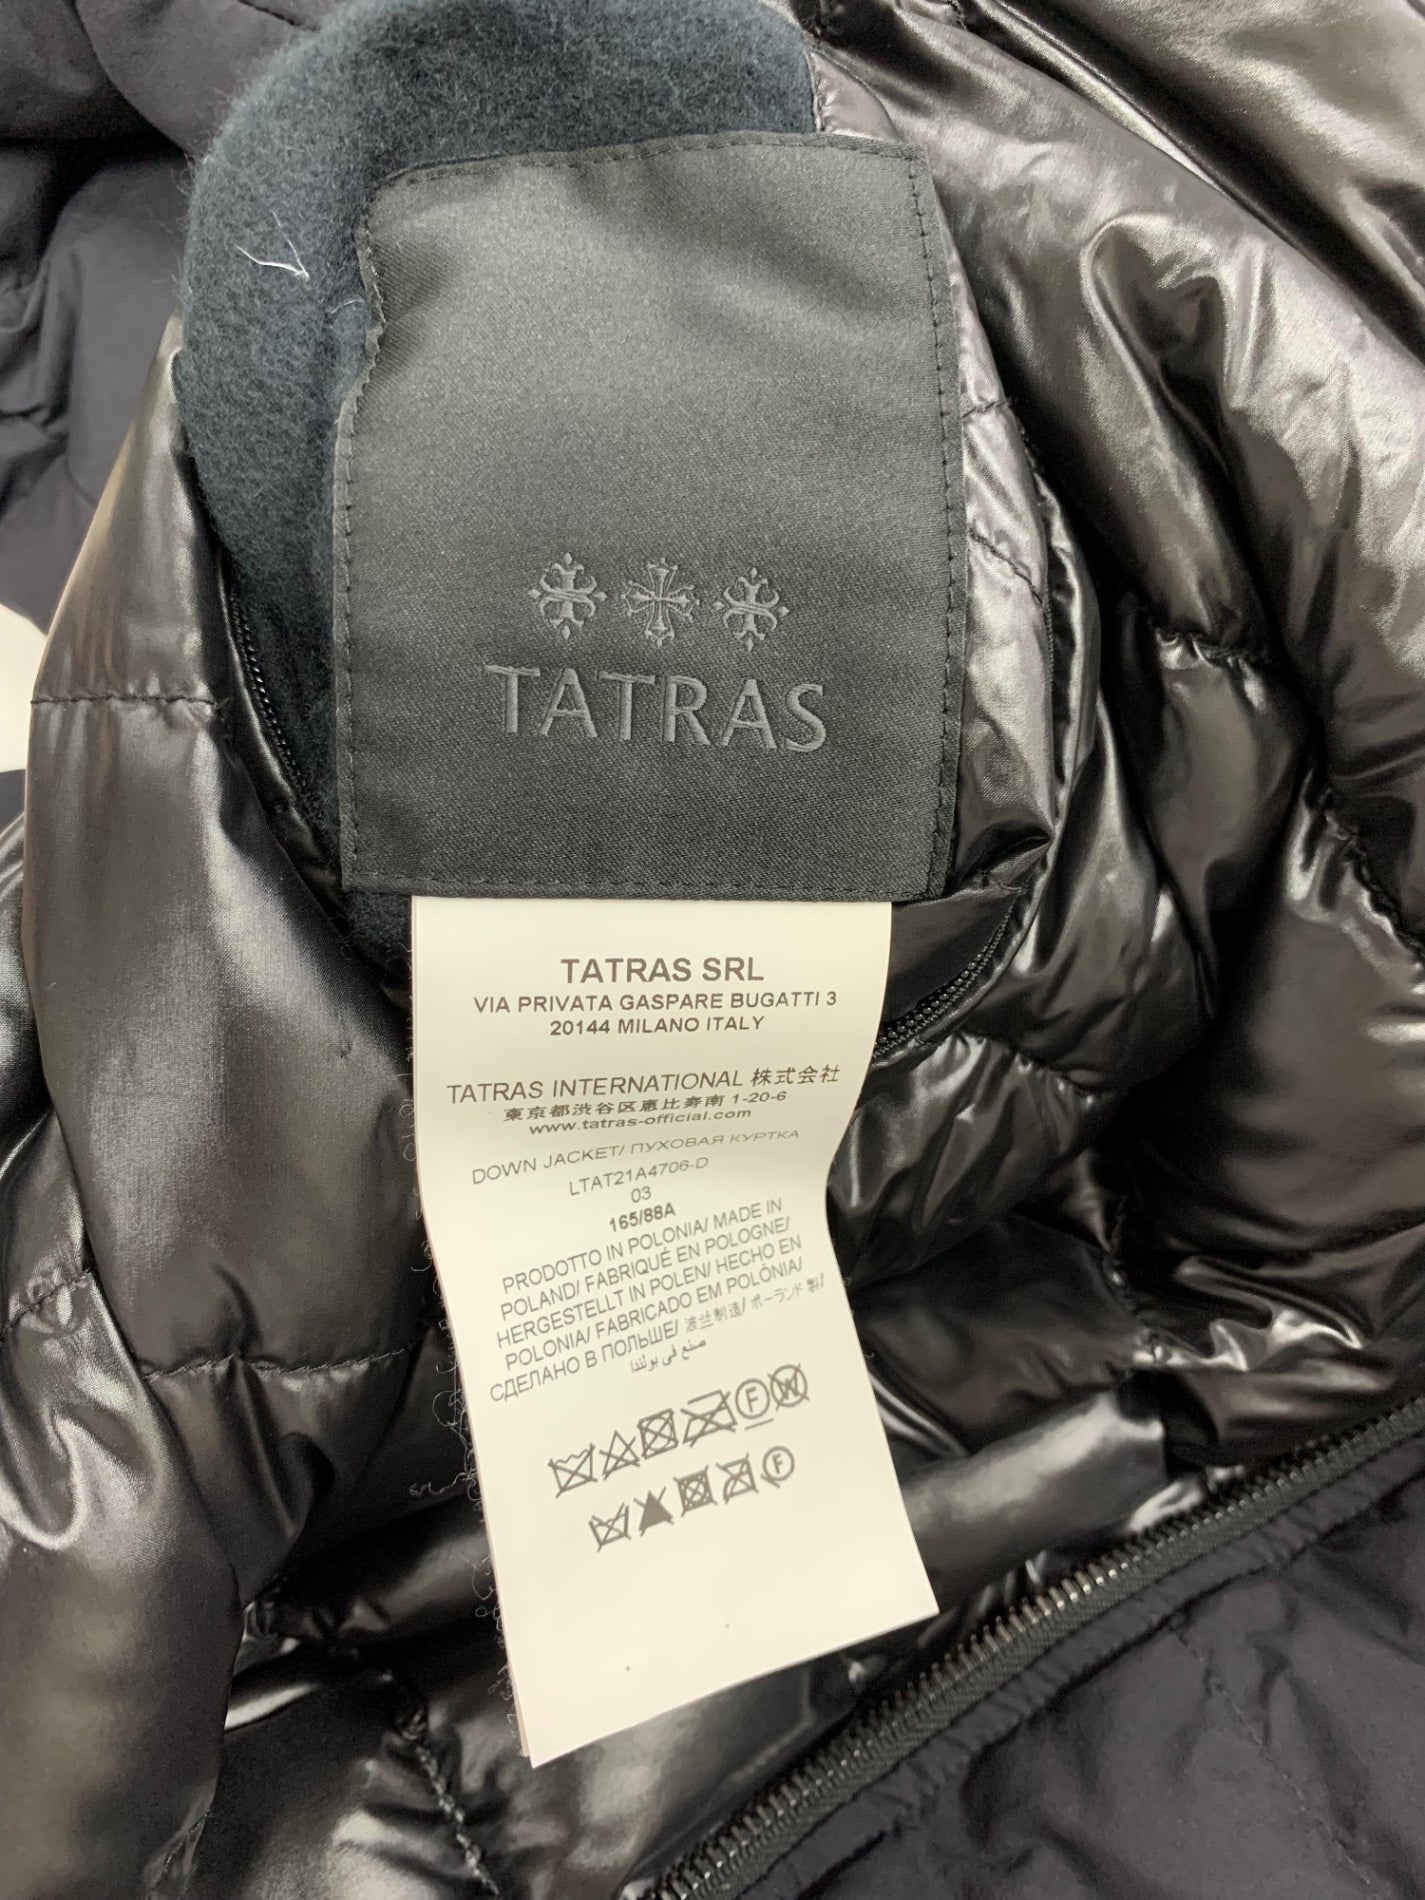 TATRAS
TATRAS SRL
VIA PRIVATA GASPARE BUGATTI 3
20144 MILANO ITALY
TATRAS INTERNATIONAL 株式会社
東京都渋谷区恵比寿南 1-20-6
www.tatras-official.com
DOWN JACKET/ ПУХОВАЯ КУРТКА
LTAT21A4706-D
03
165/88A
PRODOTTO IN POLONIA/ MADE IN
POLAND/ FABRIQUÉ EN POLOGNE/
HERGESTELLT IN POLEN/ HECHO EN
POLONIA/ FABRICADO EM POLÓNIA/
СДЕЛАНО В ПОЛЬШЕ/ 波兰制造/ ポーランド製/
صنع في بولندا
F W
F